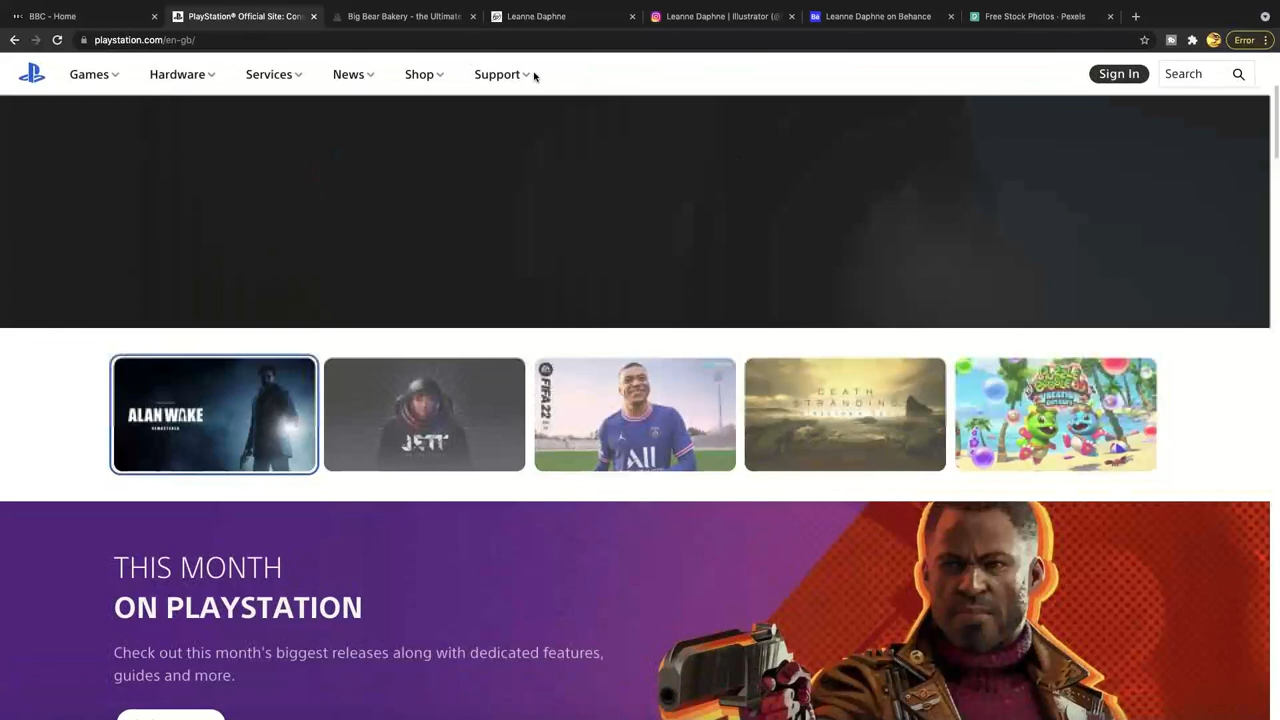 BBC - Home
PlayStation® Official Site: Con
Big Bear Bakery - the Ultimate
Leanne Daphne
Leanne Daphne | Illustrator (@
Leanne Daphne on Behance
Free Stock Photos · Pexels
playstation.com/en-gb/
Error
Games
Hardware
Services
News
Shop
Support
Sign In
Search
ALAN WAKE
REMASTERED
JETT
FIFA 22
DEATH
STRANDING
THIS MONTH
ON PLAYSTATION
Check out this month's biggest releases along with dedicated features,
guides and more.